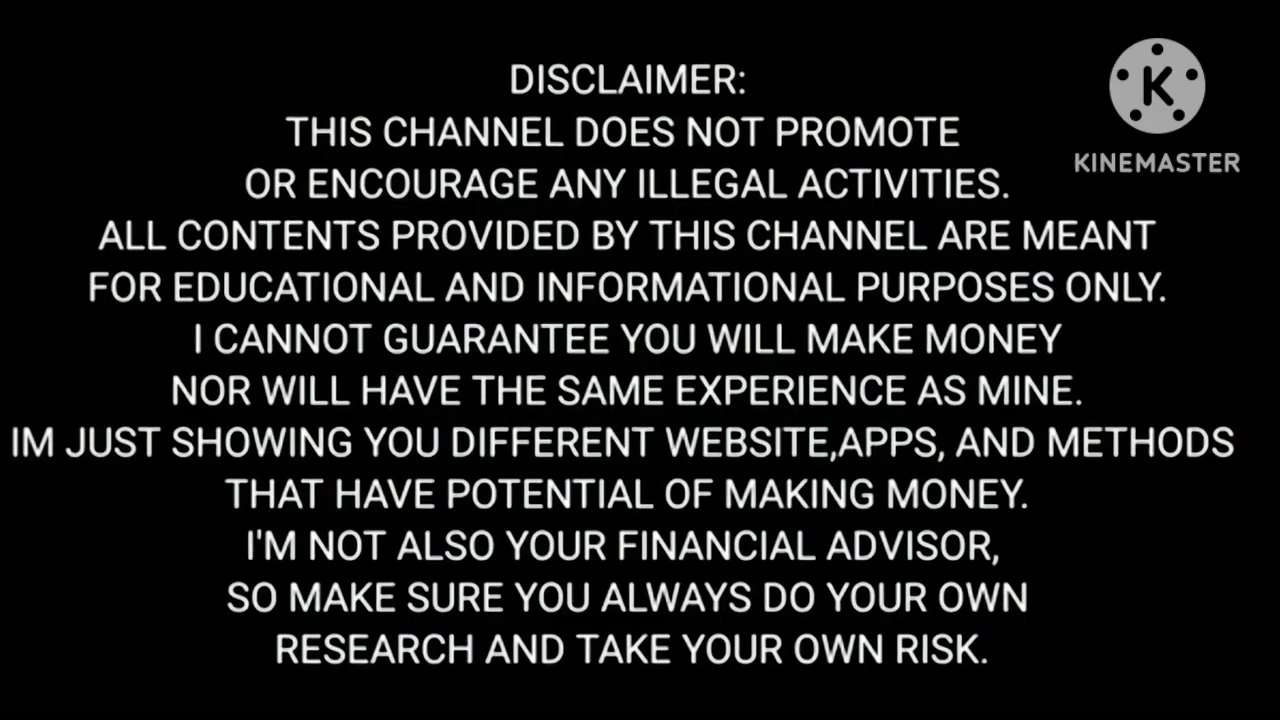 DISCLAIMER:
THIS CHANNEL DOES NOT PROMOTE
OR ENCOURAGE ANY ILLEGAL ACTIVITIES.
ALL CONTENTS PROVIDED BY THIS CHANNEL ARE MEANT
FOR EDUCATIONAL AND INFORMATIONAL PURPOSES ONLY.
I CANNOT GUARANTEE YOU WILL MAKE MONEY
NOR WILL HAVE THE SAME EXPERIENCE AS MINE.
IM JUST SHOWING YOU DIFFERENT WEBSITE,APPS, AND METHODS
THAT HAVE POTENTIAL OF MAKING MONEY.
I'M NOT ALSO YOUR FINANCIAL ADVISOR,
SO MAKE SURE YOU ALWAYS DO YOUR OWN
RESEARCH AND TAKE YOUR OWN RISK.
K
KINEMASTER